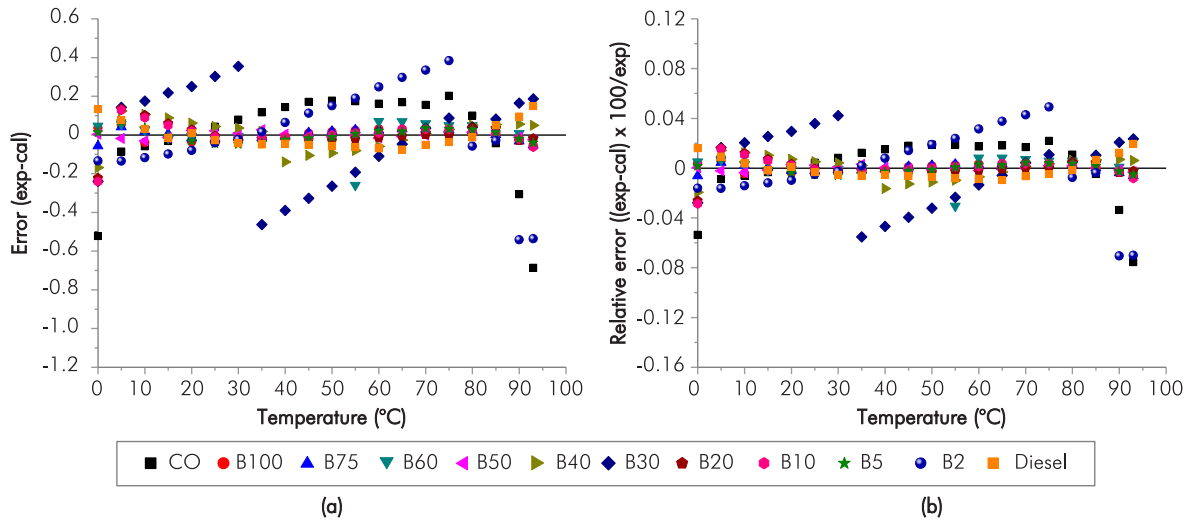 0.6
0.4
0.2
0
-0.2
-0.4
-0.6
-0.8
-1.0
-1.2
Error (exp-cal)
0 10 20 30 40 50 60 70 80 90 100
Temperature (°C)
0.12
0.08
0.04
0
-0.04
-0.08
-0.12
-0.16
Relative error ((exp-cal) x 100/exp)
0 10 20 30 40 50 60 70 80 90 100
Temperature (°C)
CO B100 B75 B60 B50 B40 B30 B20 B10 B5 B2 Diesel
(a) (b)